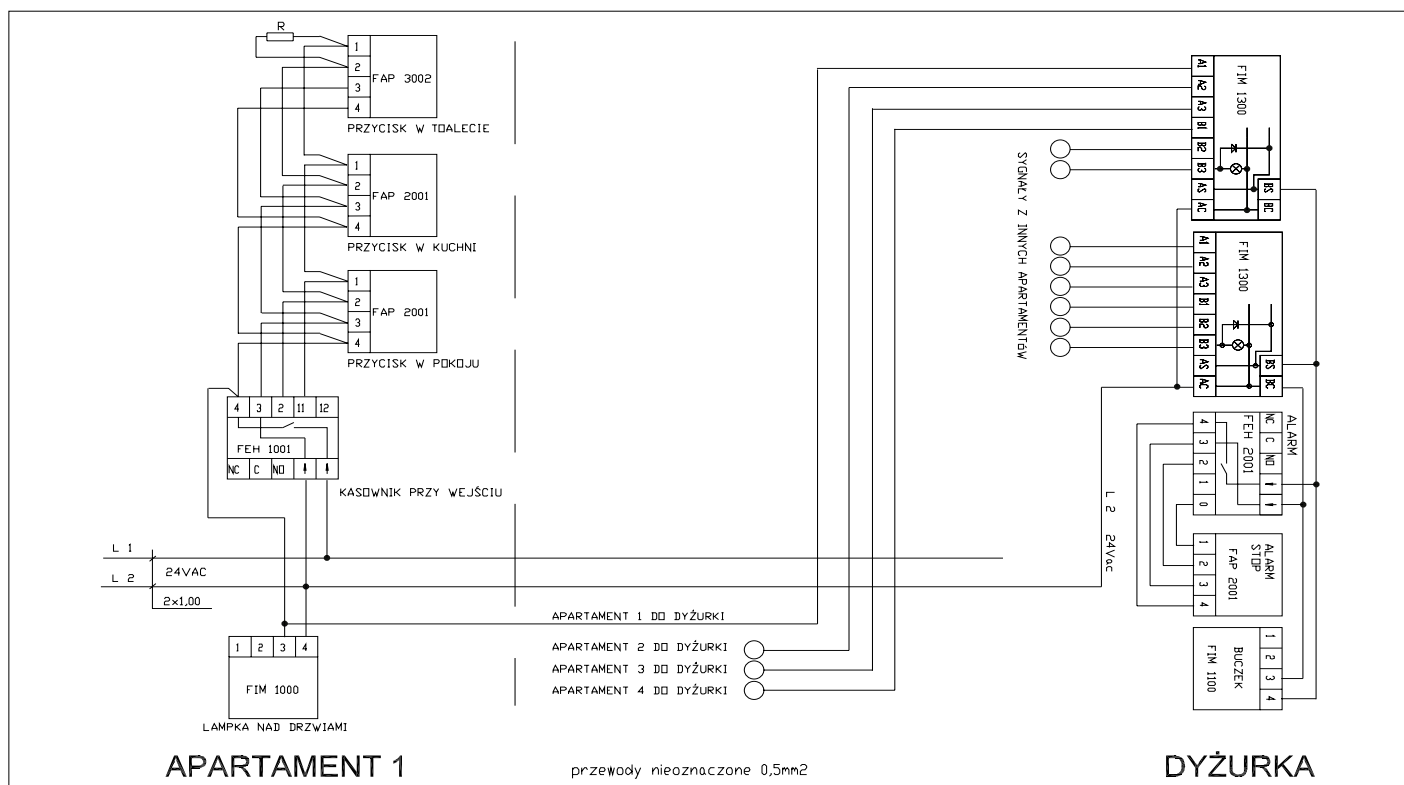 R
1
2
3
4
FAP 3002
PRZYCISK W TOALECIE
1
2
3
4
FAP 2001
PRZYCISK W KUCHNI
1
2
3
4
FAP 2001
PRZYCISK W POKOJU
4 3 2 11 12
FEH 1001
NC C NO
KASOWNIK PRZY WEJŚCIU
L 1
24VAC
L 2
2x1,00
1 2 3 4
FIM 1000
LAMPKA NAD DRZWIAMI
APARTAMENT 1
APARTAMENT 1 DO DYŻURKI
APARTAMENT 2 DO DYŻURKI
APARTAMENT 3 DO DYŻURKI
APARTAMENT 4 DO DYŻURKI
przewody nieoznaczone 0,5mm2
SYGNAŁY Z INNYCH APARTAMENTÓW
L 2 24Vac
A1
A2
A3
B1
B2
B3
AS
AC
FIM 1300
BS
BC
A1
A2
A3
B1
B2
B3
AS
AC
FIM 1300
BS
BC
ALARM
NC C NO
FEH 2001
4
3
2
1
0
ALARM STOP
FAP 2001
1
2
3
4
BUCZEK
FIM 1100
1
2
3
4
DYŻURKA